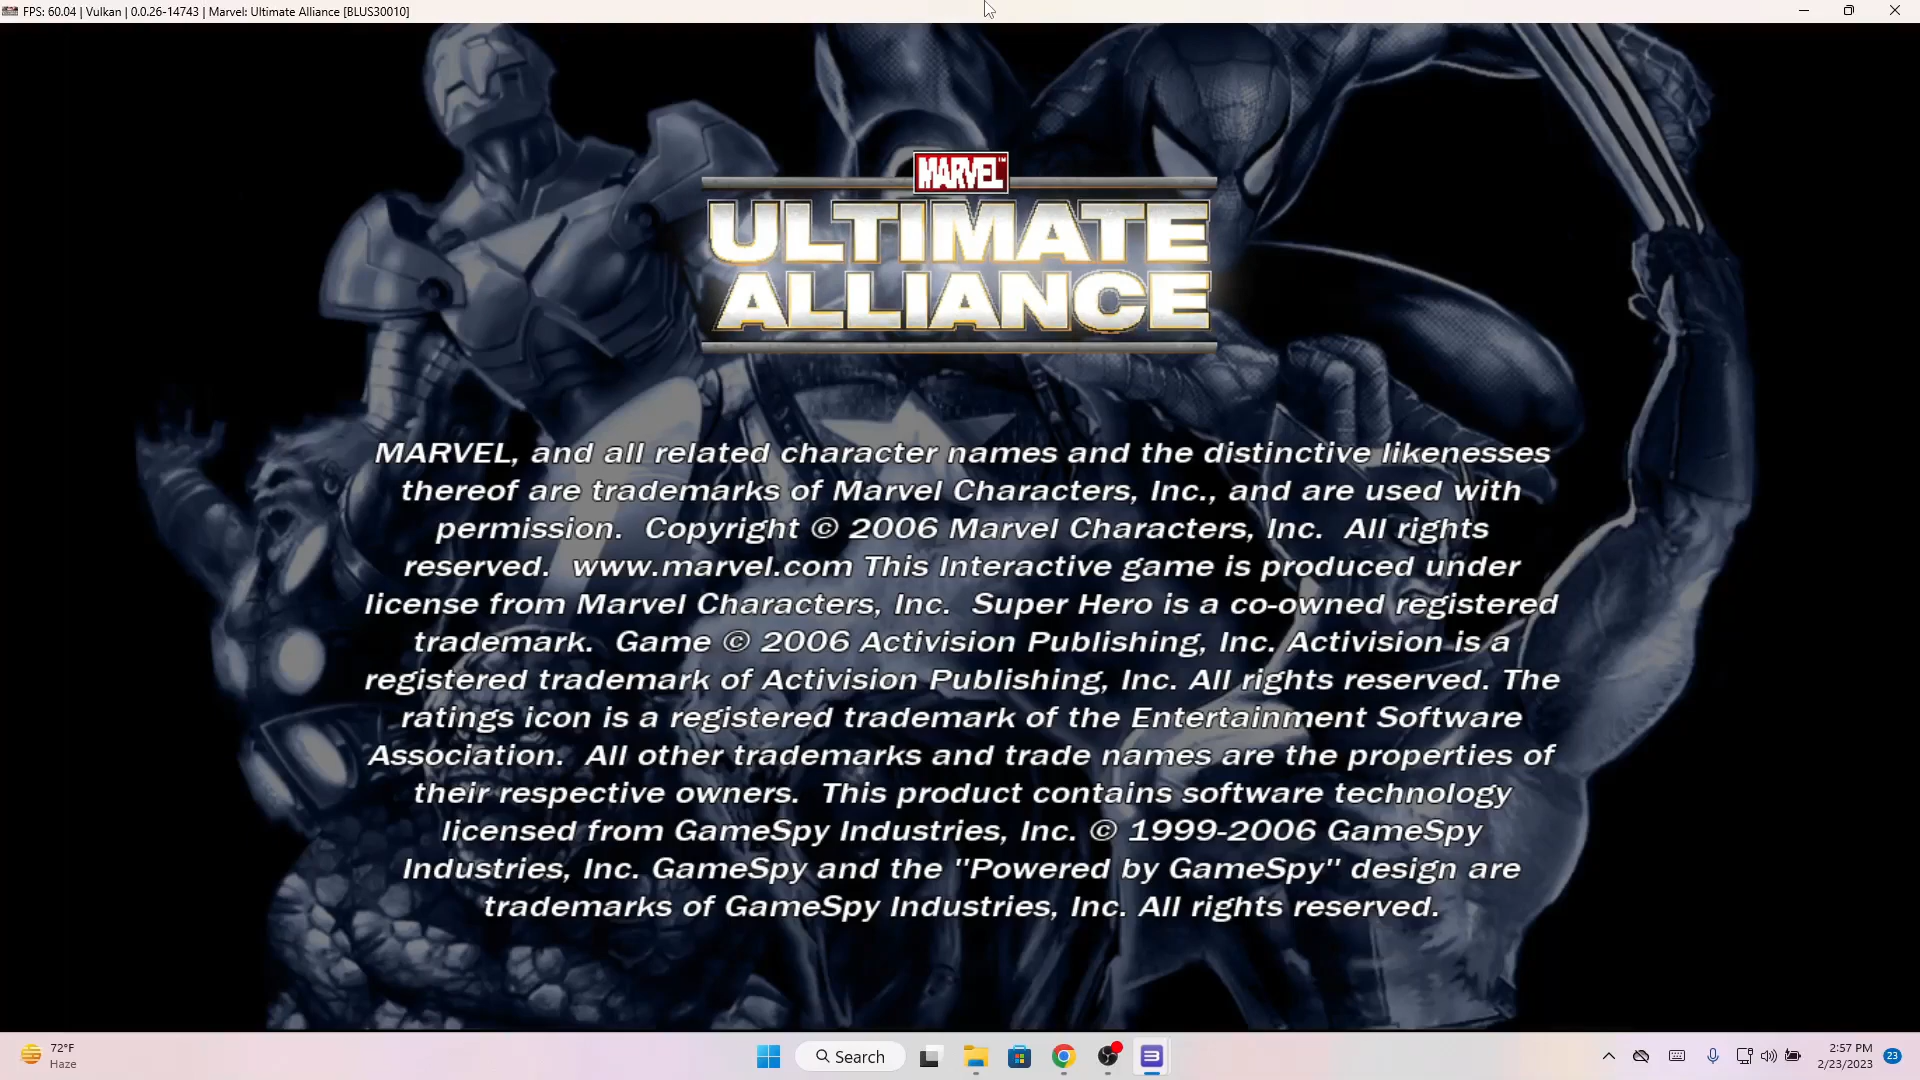 FPS: 60.04 | Vulkan | 0.0.26-14743 | Marvel: Ultimate Alliance [BLUS30010]
MARVEL™
ULTIMATE
ALLIANCE
MARVEL, and all related character names and the distinctive likenesses
thereof are trademarks of Marvel Characters, Inc., and are used with
permission.  Copyright © 2006 Marvel Characters, Inc.  All rights
reserved.  www.marvel.com This Interactive game is produced under
license from Marvel Characters, Inc.  Super Hero is a co-owned registered
trademark.  Game © 2006 Activision Publishing, Inc. Activision is a
registered trademark of Activision Publishing, Inc. All rights reserved. The
ratings icon is a registered trademark of the Entertainment Software
Association.  All other trademarks and trade names are the properties of
their respective owners.  This product contains software technology
licensed from GameSpy Industries, Inc. © 1999-2006 GameSpy
Industries, Inc. GameSpy and the "Powered by GameSpy" design are
trademarks of GameSpy Industries, Inc. All rights reserved.
72°F
Haze
Search
2:57 PM
2/23/2023
23